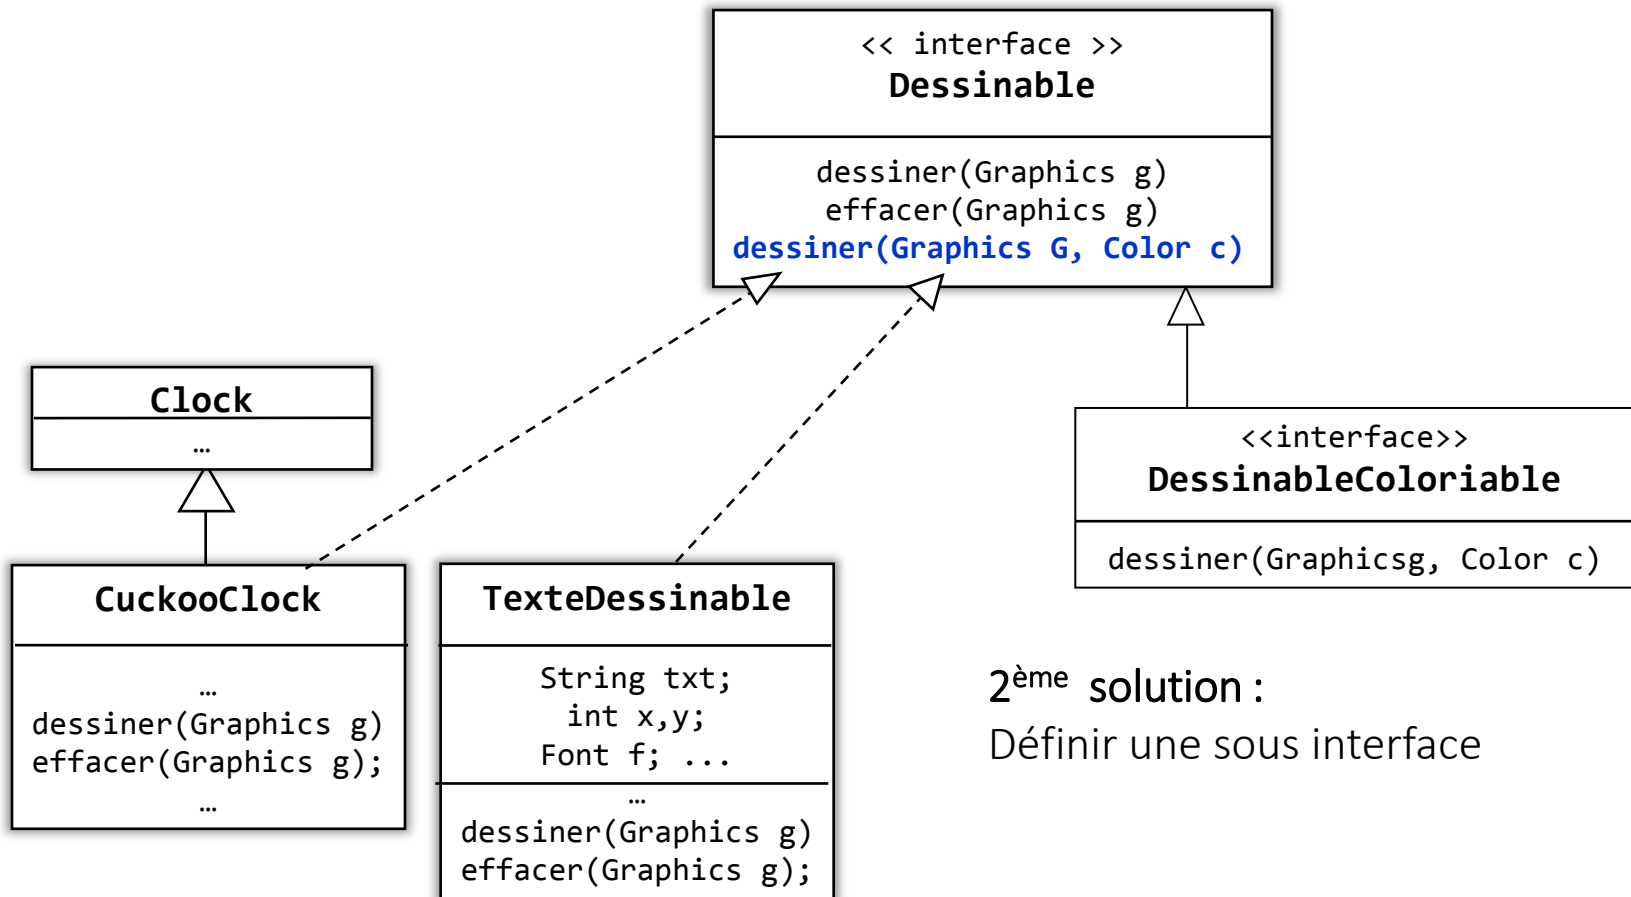 << interface >>
Dessinable
dessiner(Graphics g)
effacer(Graphics g)
dessiner(Graphics G, Color c)
Clock
…
<<interface>>
DessinableColoriable
dessiner(Graphicsg, Color c)
CuckooClock
…
dessiner(Graphics g)
effacer(Graphics g);
…
TexteDessinable
String txt;
int x,y;
Font f; ...
…
dessiner(Graphics g)
effacer(Graphics g);
2ème solution :
Définir une sous interface